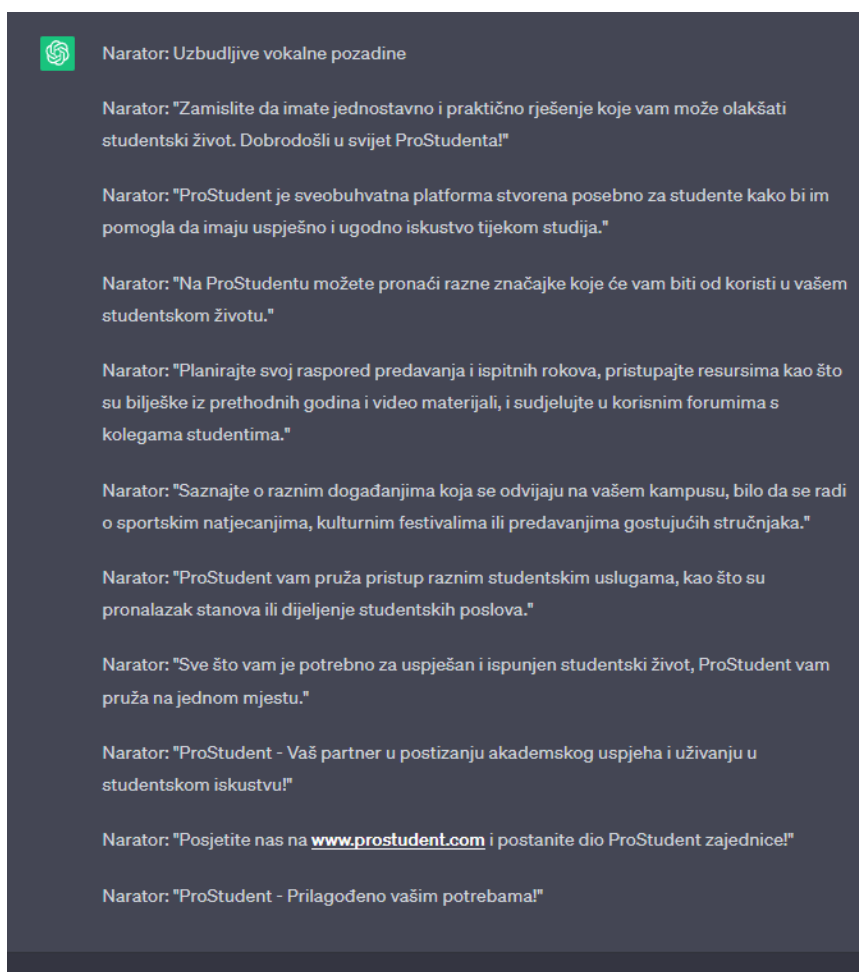 Narator: Uzbudljive vokalne pozadine
Narator: "Zamislite da imate jednostavno i praktično rješenje koje vam može olakšati
studentski život. Dobrodošli u svijet ProStudenta!"
Narator: "ProStudent je sveobuhvatna platforma stvorena posebno za studente kako bi im
pomogla da imaju uspješno i ugodno iskustvo tijekom studija."
Narator: "Na ProStudentu možete pronaći razne značajke koje će vam biti od koristi u vašem
studentskom životu."
Narator: "Planirajte svoj raspored predavanja i ispitnih rokova, pristupajte resursima kao što
su bilješke iz prethodnih godina i video materijali, i sudjelujte u korisnim forumima s
kolegama studentima."
Narator: "Saznajte o raznim događanjima koja se odvijaju na vašem kampusu, bilo da se radi
o sportskim natjecanjima, kulturnim festivalima ili predavanjima gostujućih stručnjaka."
Narator: "ProStudent vam pruža pristup raznim studentskim uslugama, kao što su
pronalazak stanova ili dijeljenje studentskih poslova."
Narator: "Sve što vam je potrebno za uspješan i ispunjen studentski život, ProStudent vam
pruža na jednom mjestu."
Narator: "ProStudent - Vaš partner u postizanju akademskog uspjeha i uživanju u
studentskom iskustvu!"
Narator: "Posjetite nas na www.prostudent.com i postanite dio ProStudent zajednice!"
Narator: "ProStudent - Prilagođeno vašim potrebama!"